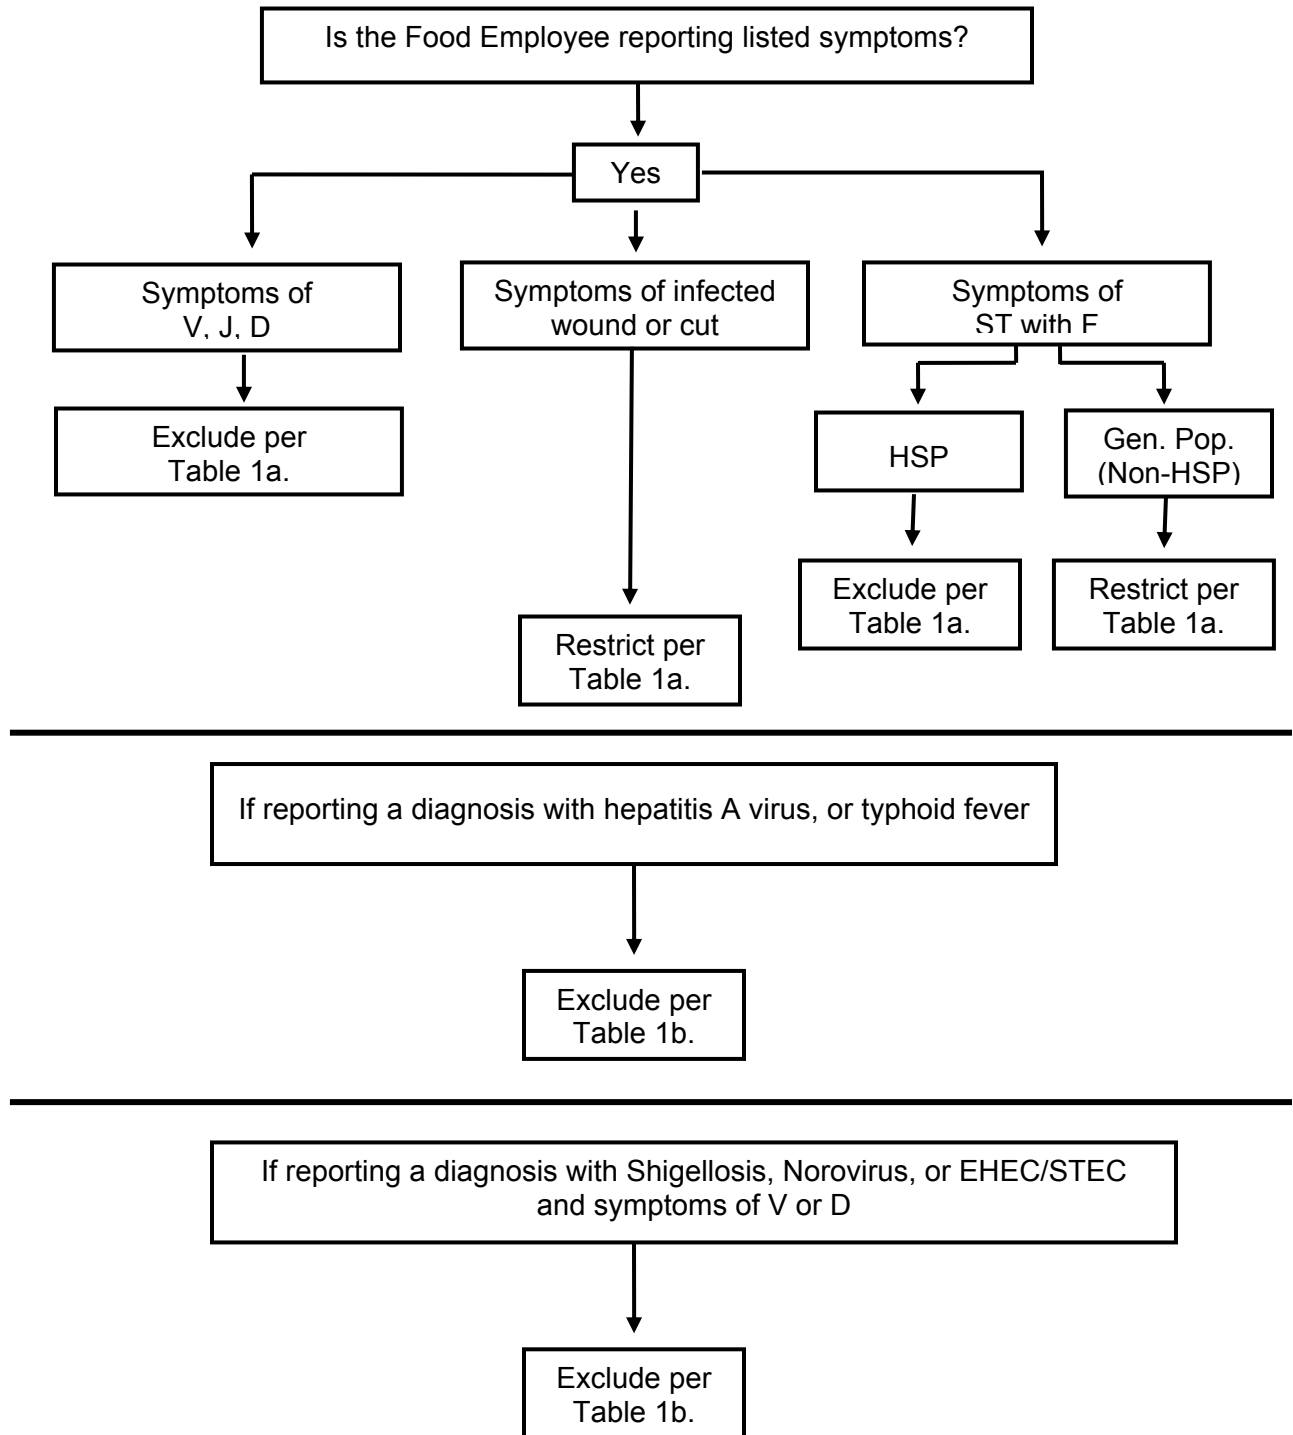 Is the Food Employee reporting listed symptoms?
Yes
Symptoms of
V, J, D
Symptoms of infected
wound or cut
Symptoms of
ST with F
Exclude per
Table 1a.
HSP
Gen. Pop.
(Non-HSP)
Exclude per
Table 1a.
Restrict per
Table 1a.
Restrict per
Table 1a.
If reporting a diagnosis with hepatitis A virus, or typhoid fever
Exclude per
Table 1b.
If reporting a diagnosis with Shigellosis, Norovirus, or EHEC/STEC
and symptoms of V or D
Exclude per
Table 1b.